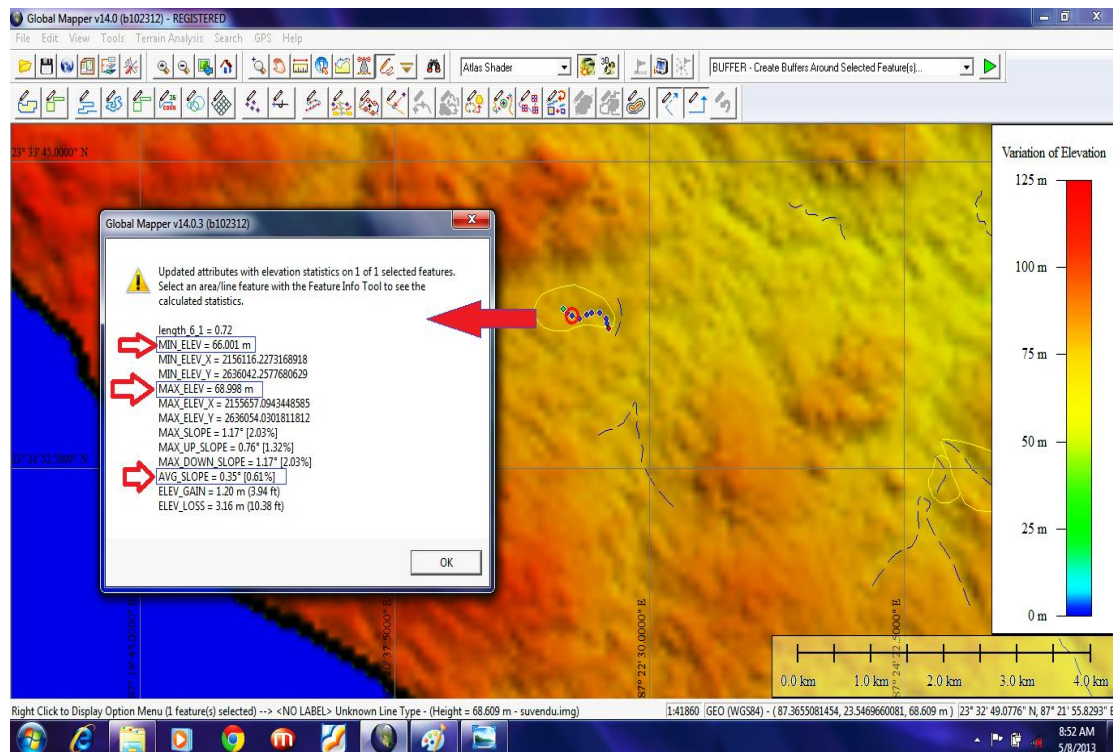 Global Mapper v14.0 (b102312) - REGISTERED
File Edit View Tools Terrain Analysis Search GPS Help
Atlas Shader
BUFFER - Create Buffers Around Selected Feature(s)...
23° 33' 45.0000" N
Variation of Elevation
125 m
100 m
75 m
50 m
25 m
0 m
Global Mapper v14.0.3 (b102312)
Updated attributes with elevation statistics on 1 of 1 selected features.
Select an area/line feature with the Feature Info Tool to see the
calculated statistics.
length_6_1 = 0.72
MIN_ELEV = 66.001 m
MIN_ELEV_X = 2156116.2273168918
MIN_ELEV_Y = 2636042.2577680629
MAX_ELEV = 68.998 m
MAX_ELEV_X = 2155657.0943448585
MAX_ELEV_Y = 2636054.0301811812
MAX_SLOPE = 1.17° [2.03%]
MAX_UP_SLOPE = 0.76° [1.32%]
MAX_DOWN_SLOPE = 1.17° [2.03%]
AVG_SLOPE = 0.35° [0.61%]
ELEV_GAIN = 1.20 m (3.94 ft)
ELEV_LOSS = 3.16 m (10.38 ft)
OK
87° 18' 45.0000" E
87° 22' 30.0000" E
0.0 km 1.0 km 2.0 km 3.0 km 4.0 km
Right Click to Display Option Menu (1 feature(s) selected) --> <NO LABEL> Unknown Line Type - (Height = 68.609 m - suvendu.img)
1:41860 GEO (WGS84) - ( 87.3655081454, 23.5469660081, 68.609 m ) 23° 32' 49.0776" N, 87° 21' 55.8293" E
8:52 AM
5/8/2013